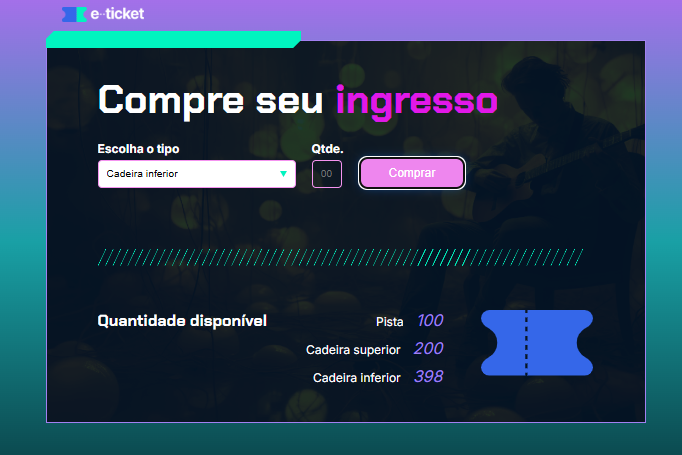 e-ticket
Compre seu ingresso
Escolha o tipo Qtde.
Cadeira inferior 00 Comprar
Quantidade disponível Pista 100
Cadeira superior 200
Cadeira inferior 398